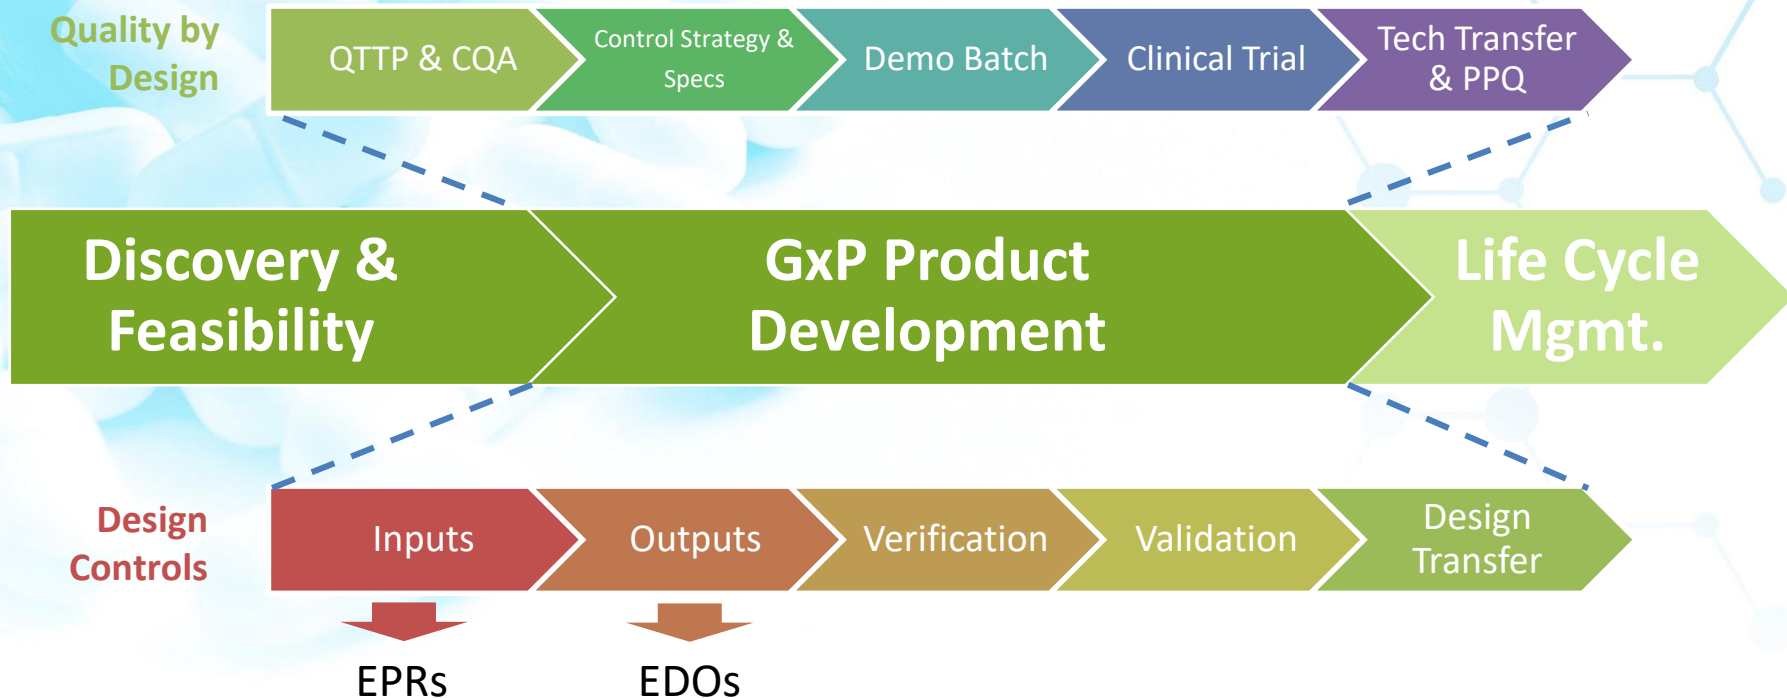 Quality by
Design
QTTP & CQA
Control Strategy &
Specs
Demo Batch
Clinical Trial
Tech Transfer
& PPQ
Discovery &
Feasibility
GxP Product
Development
Life Cycle
Mgmt.
Design
Controls
Inputs
Outputs
Verification
Validation
Design
Transfer
EPRs
EDOs